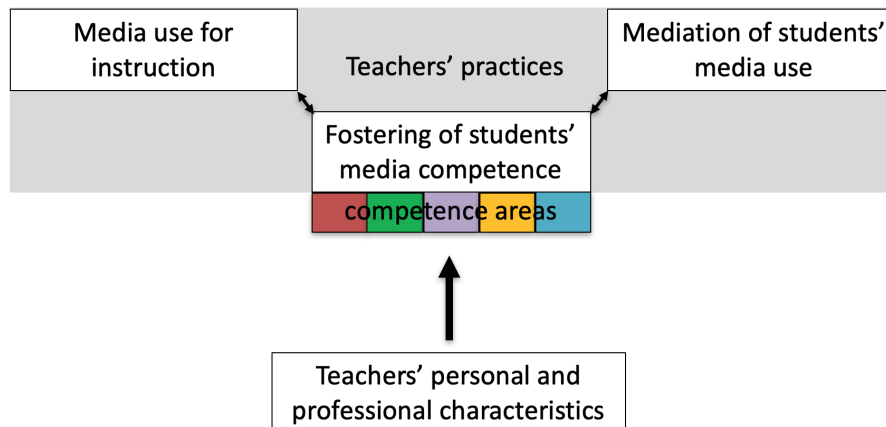 Media use for
instruction
Teachers’ practices
Mediation of students’
media use
Fostering of students’
media competence
competence areas
Teachers’ personal and
professional characteristics